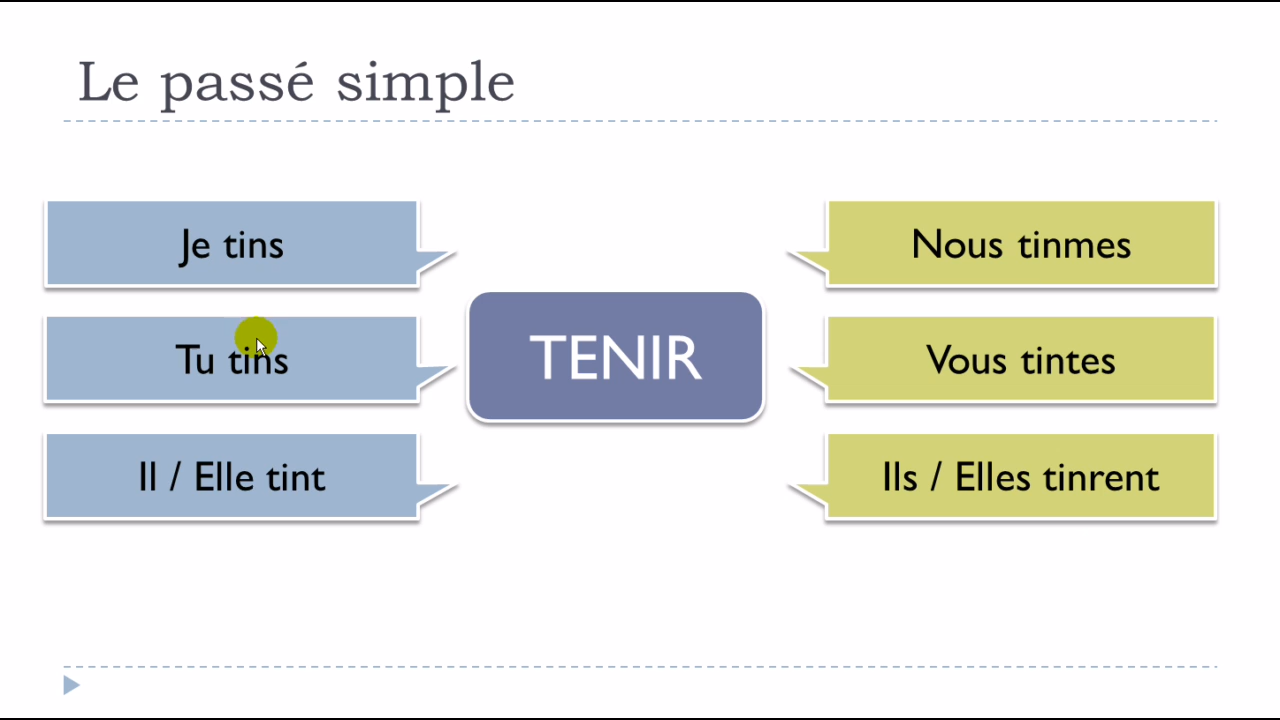 Le passé simple
Je tins
Tu tins
Il / Elle tint
TENIR
Nous tinmes
Vous tintes
Ils / Elles tinrent